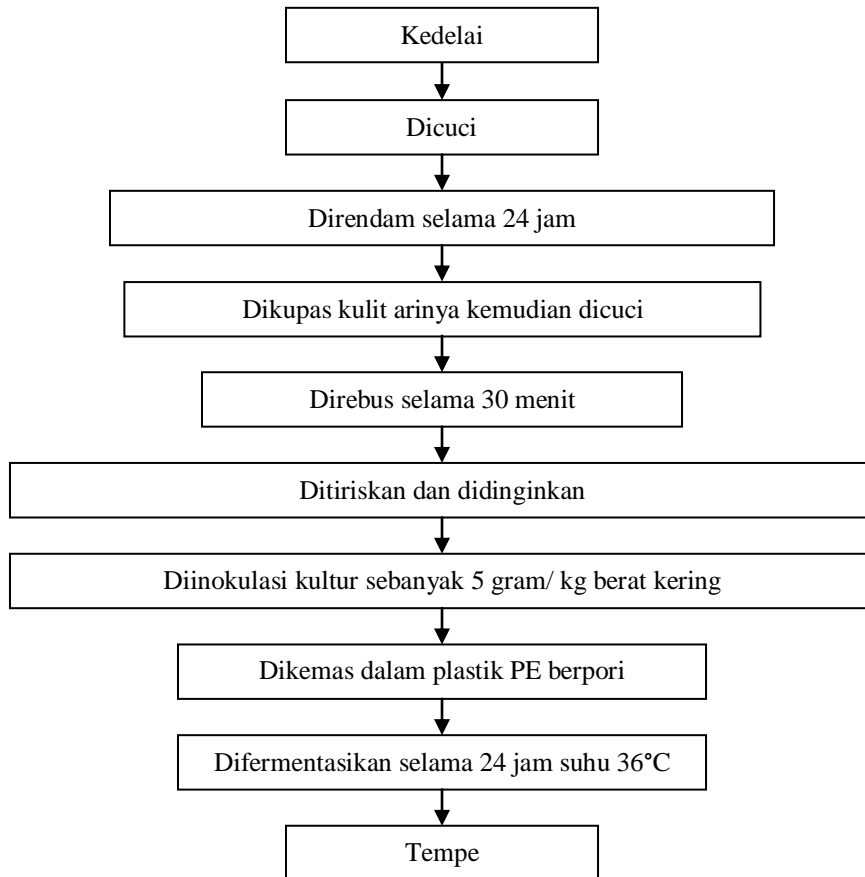 Kedelai
Dicuci
Direndam selama 24 jam
Dikupas kulit arinya kemudian dicuci
Direbus selama 30 menit
Ditiriskan dan didinginkan
Diinokulasi kultur sebanyak 5 gram/ kg berat kering
Dikemas dalam plastik PE berpori
Difermentasikan selama 24 jam suhu 36°C
Tempe